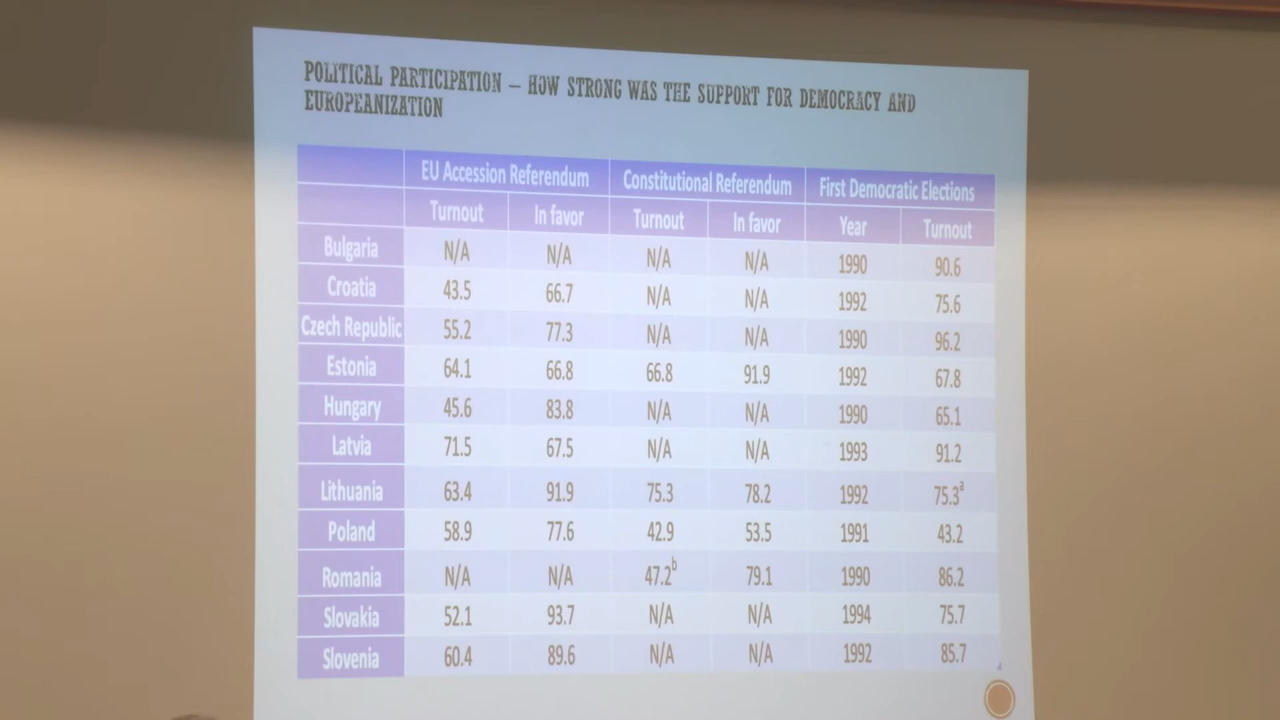 POLITICAL PARTICIPATION – HOW STRONG WAS THE SUPPORT FOR DEMOCRACY AND
EUROPEANIZATION
EU Accession Referendum Constitutional Referendum First Democratic Elections
Turnout In favor Turnout In favor Year Turnout
Bulgaria N/A N/A N/A N/A 1990 90.6
Croatia 43.5 66.7 N/A N/A 1992 75.6
Czech Republic 55.2 77.3 N/A N/A 1990 96.2
Estonia 64.1 66.8 66.8 91.9 1992 67.8
Hungary 45.6 83.8 N/A N/A 1990 65.1
Latvia 71.5 67.5 N/A N/A 1993 91.2
Lithuania 63.4 91.9 75.3 78.2 1992 75.3a
Poland 58.9 77.6 42.9 53.5 1991 43.2
Romania N/A N/A 47.2b 79.1 1990 86.2
Slovakia 52.1 93.7 N/A N/A 1994 75.7
Slovenia 60.4 89.6 N/A N/A 1992 85.7